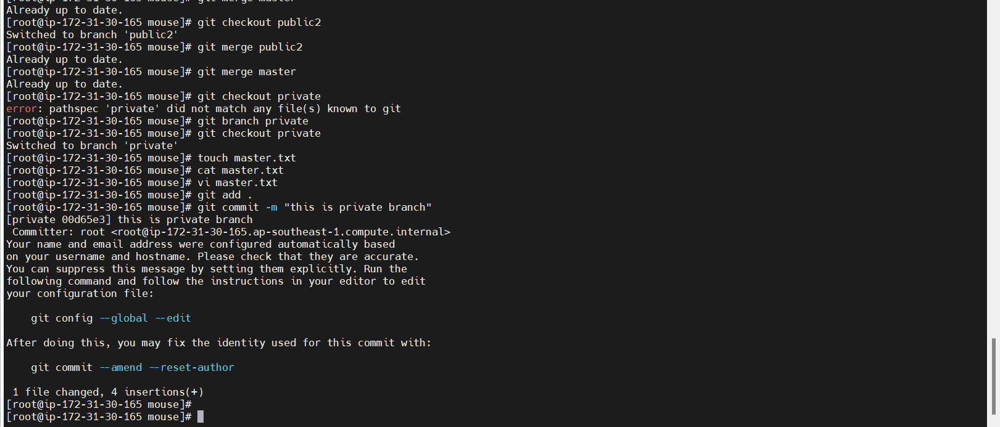 [root@ip-172-31-30-165 mouse]# git merge master
Already up to date.
[root@ip-172-31-30-165 mouse]# git checkout public2
Switched to branch 'public2'
[root@ip-172-31-30-165 mouse]# git merge public2
Already up to date.
[root@ip-172-31-30-165 mouse]# git merge master
Already up to date.
[root@ip-172-31-30-165 mouse]# git checkout private
error: pathspec 'private' did not match any file(s) known to git
[root@ip-172-31-30-165 mouse]# git branch private
[root@ip-172-31-30-165 mouse]# git checkout private
Switched to branch 'private'
[root@ip-172-31-30-165 mouse]# touch master.txt
[root@ip-172-31-30-165 mouse]# cat master.txt
[root@ip-172-31-30-165 mouse]# vi master.txt
[root@ip-172-31-30-165 mouse]# git add .
[root@ip-172-31-30-165 mouse]# git commit -m "this is private branch"
[private 00d65e3] this is private branch
 Committer: root <root@ip-172-31-30-165.ap-southeast-1.compute.internal>
Your name and email address were configured automatically based
on your username and hostname. Please check that they are accurate.
You can suppress this message by setting them explicitly. Run the
following command and follow the instructions in your editor to edit
your configuration file:
    git config --global --edit
After doing this, you may fix the identity used for this commit with:
    git commit --amend --reset-author
 1 file changed, 4 insertions(+)
[root@ip-172-31-30-165 mouse]#
[root@ip-172-31-30-165 mouse]#